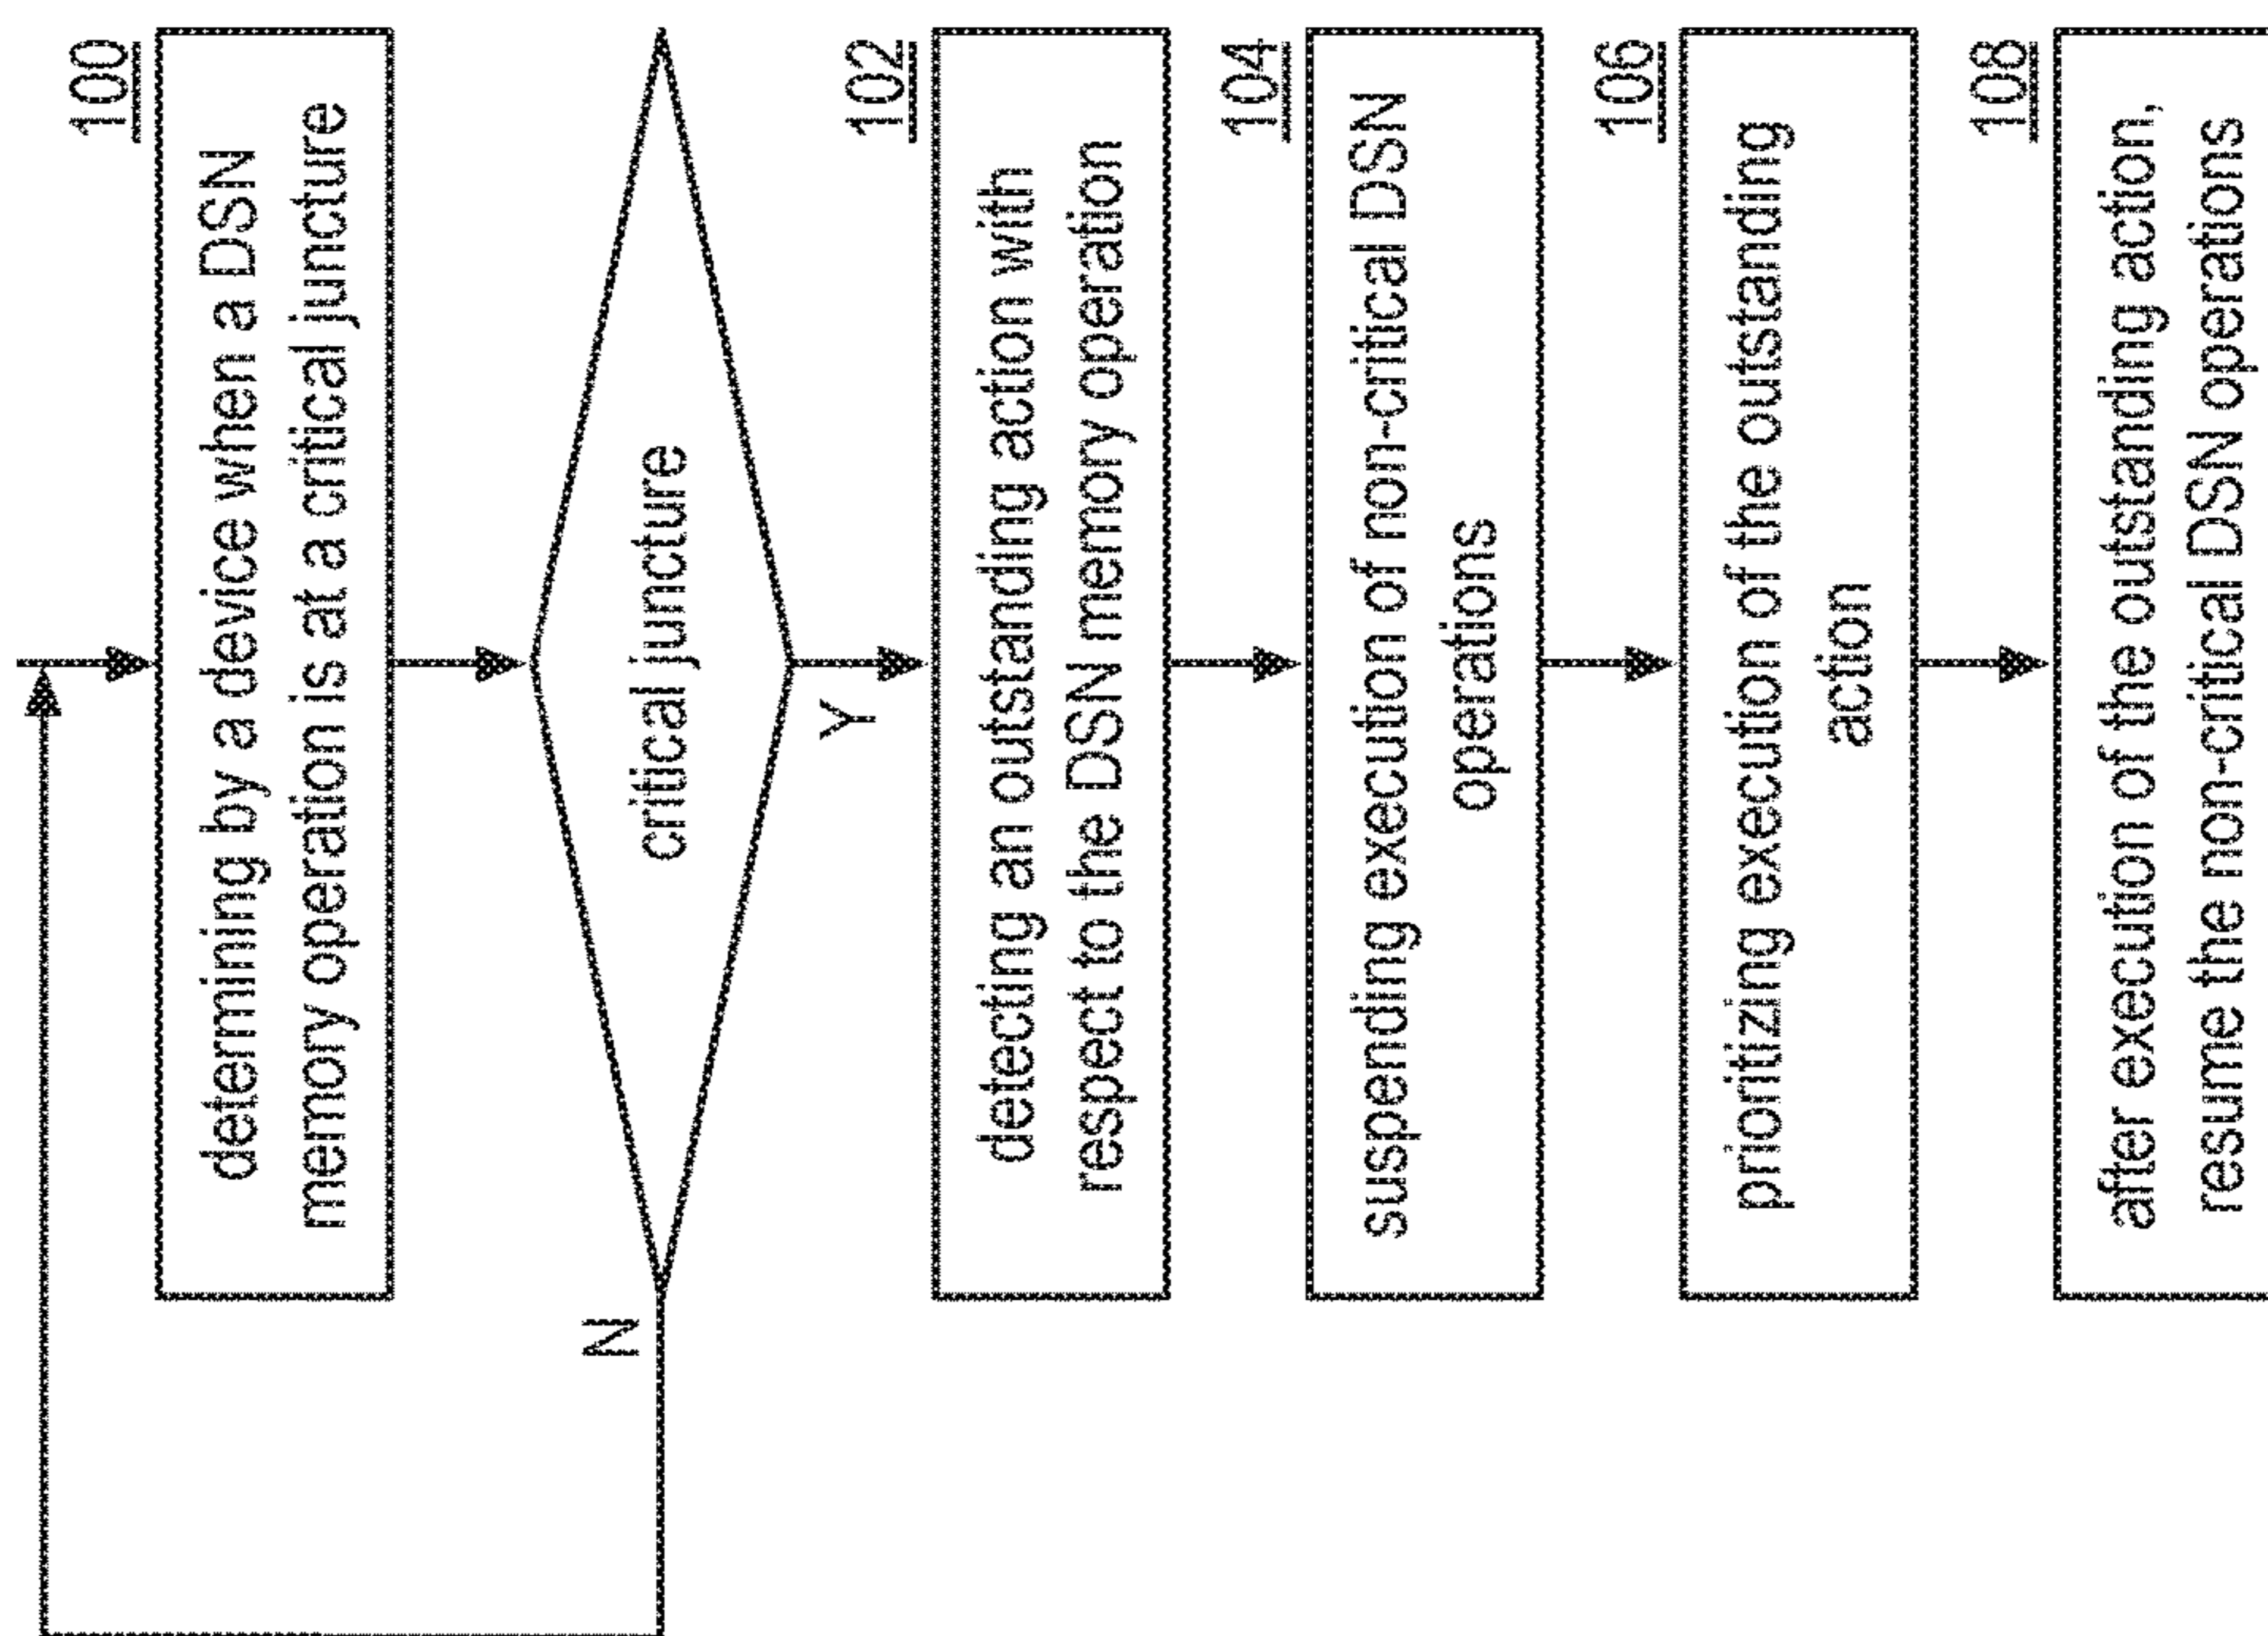 100
determining by a device when a DSN
memory operation is at a critical juncture
critical juncture
N
Y
102
detecting an outstanding action with
respect to the DSN memory operation
104
suspending execution of non-critical DSN
operations
106
prioritizing execution of the outstanding
action
108
after execution of the outstanding action,
resume the non-critical DSN operations